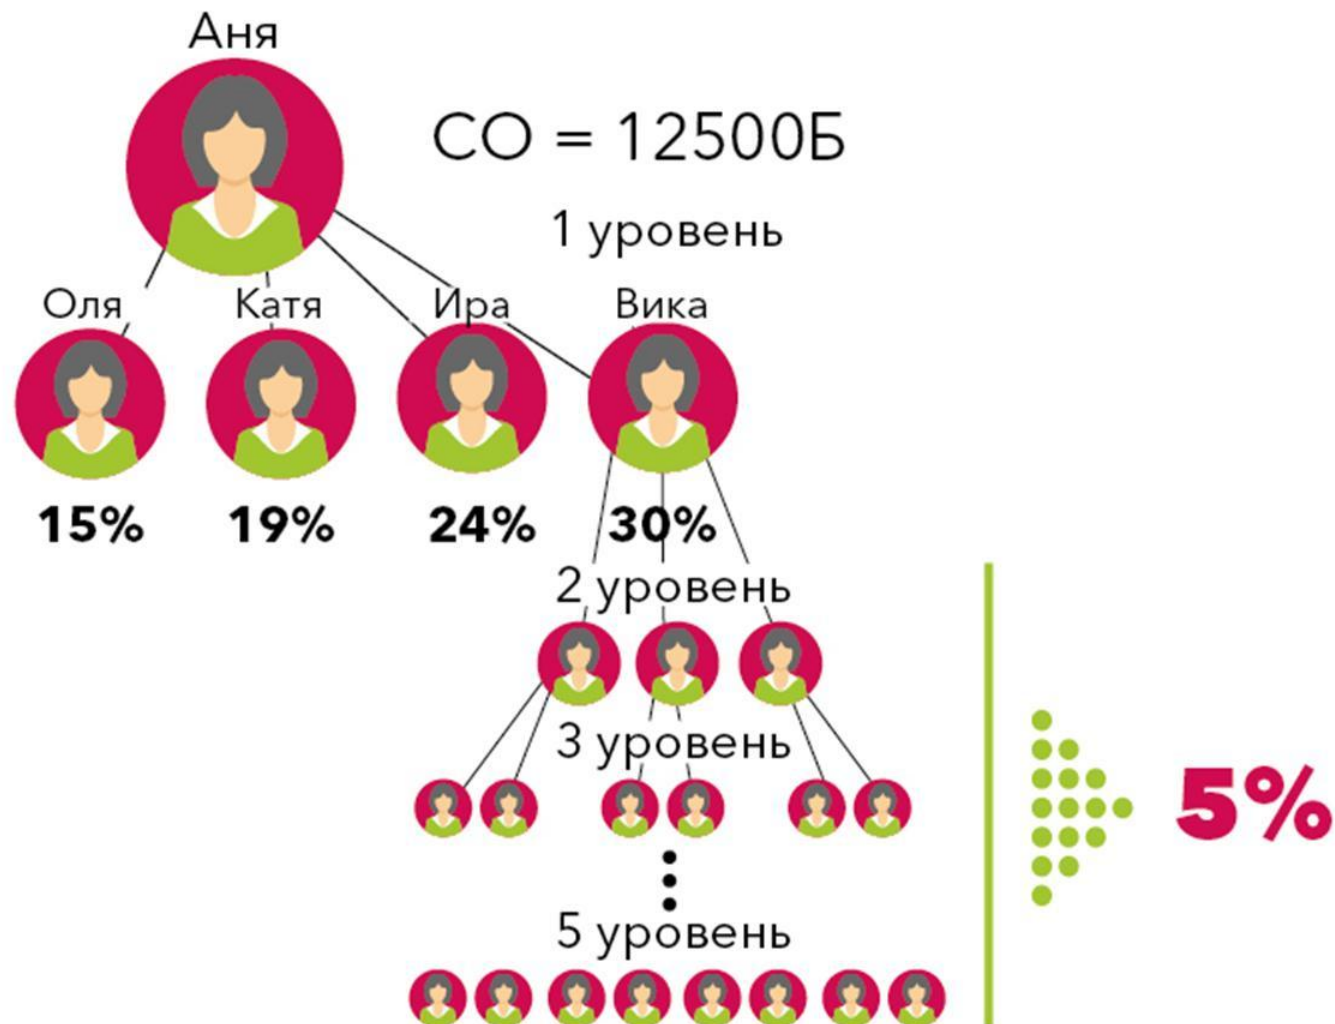 Аня
СО = 12500Б
1 уровень
Оля Катя Ира Вика
15% 19% 24% 30%
2 уровень
3 уровень
5%
5 уровень